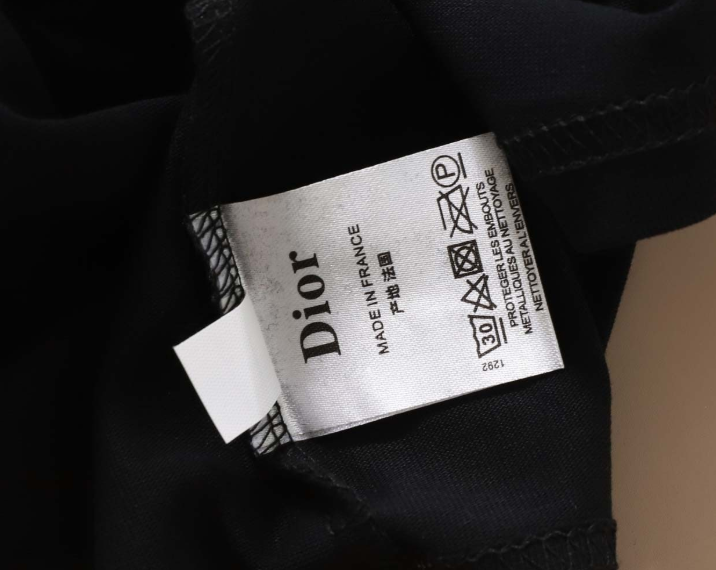 Dior
MADE IN FRANCE
产地 法国
30 P
PROTEGER LES EMBOUTS
METALLIQUES AU NETTOYAGE
NETTOYER A L'ENVERS
1292